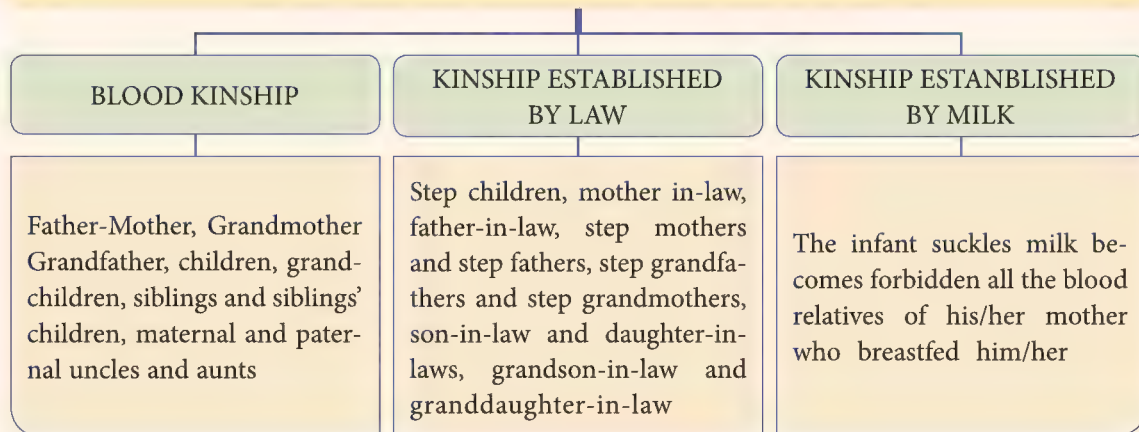 BLOOD KINSHIP
KINSHIP ESTABLISHED
BY LAW
KINSHIP ESTANBLISHED
BY MILK
Father-Mother, Grandmother
Grandfather, children, grand-
children, siblings and siblings’
children, maternal and pater-
nal uncles and aunts
Step children, mother in-law,
father-in-law, step mothers
and step fathers, step grandfa-
thers and step grandmothers,
son-in-law and daughter-in-
laws, grandson-in-law and
granddaughter-in-law
The infant suckles milk be-
comes forbidden all the blood
relatives of his/her mother
who breastfed him/her